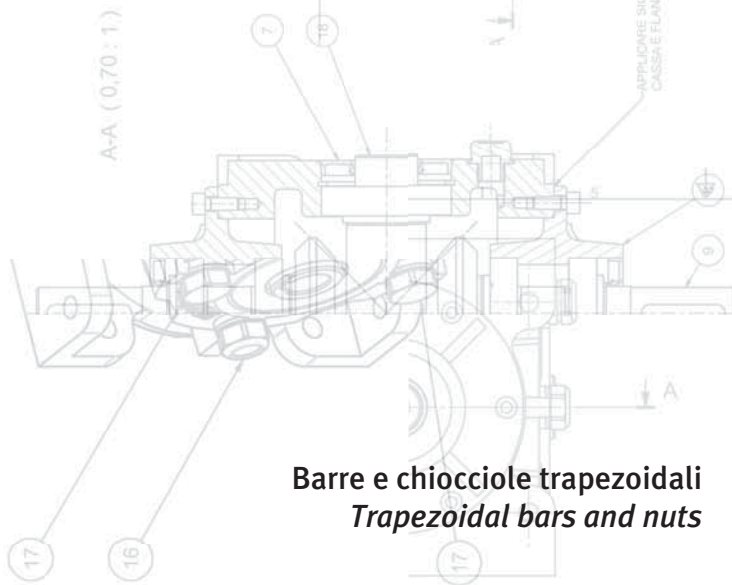 A-A ( 0,70 : 1 )
7
18
A
APPLICARE SIL
CASSA E FLAN
9
A
Barre e chiocciole trapezoidali
Trapezoidal bars and nuts
17
16
17